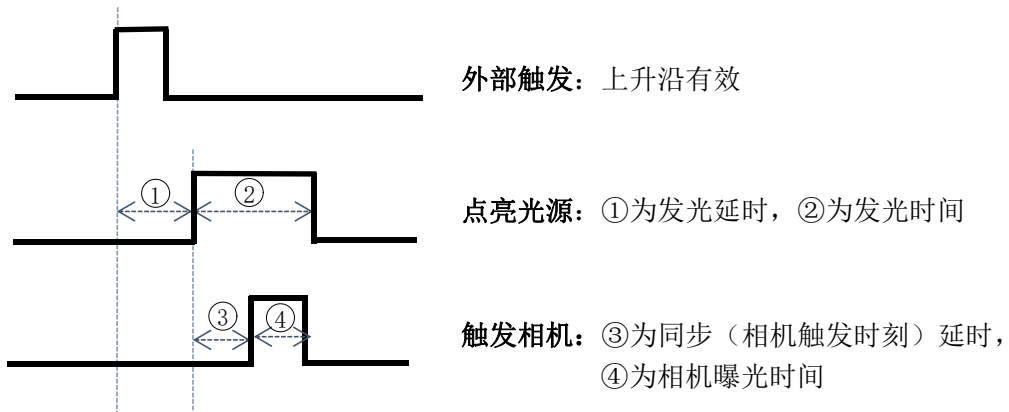 外部触发：上升沿有效
① ②
点亮光源：①为发光延时，②为发光时间
③ ④
触发相机：③为同步（相机触发时刻）延时，
④为相机曝光时间